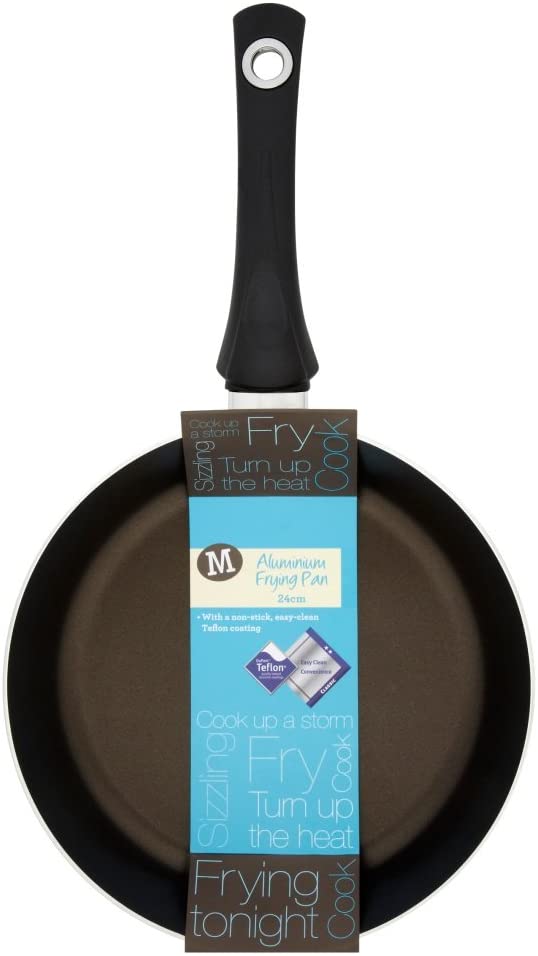 Cook up
a storm
Sizzling
Fry
Cook
Turn up
the heat
M
Aluminium
Frying Pan
24cm
• With a non-stick, easy-clean
Teflon coating
Teflon®
Easy Clean
Convenience
CLASSIC
Cook up a storm
Sizzling
Fry
Cook
Turn up
the heat
Frying
tonight
Cook